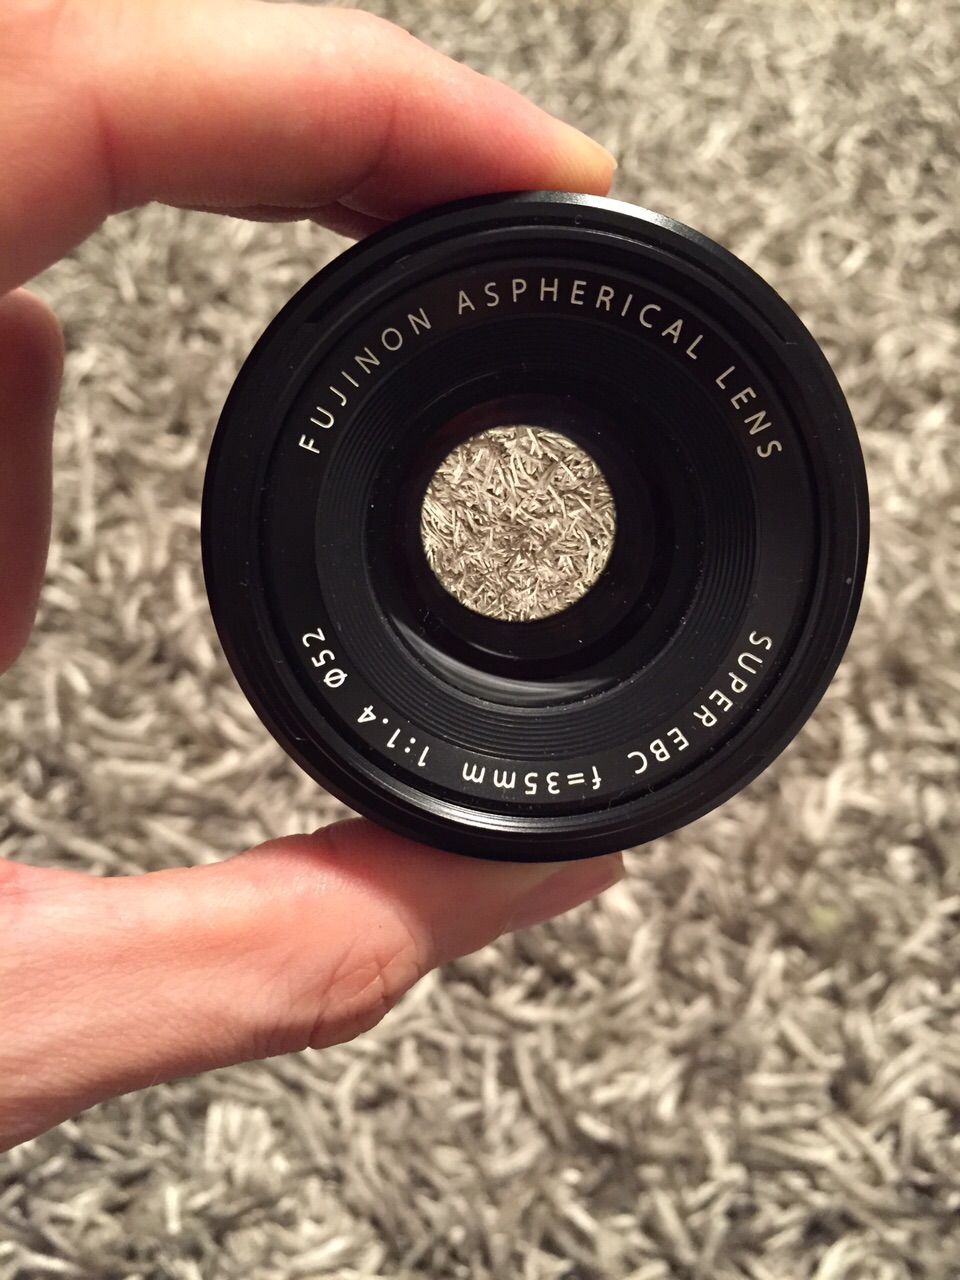 FUJINON ASPHERICAL LENS
SUPER EBC f=35mm 1:1.4 Ø52